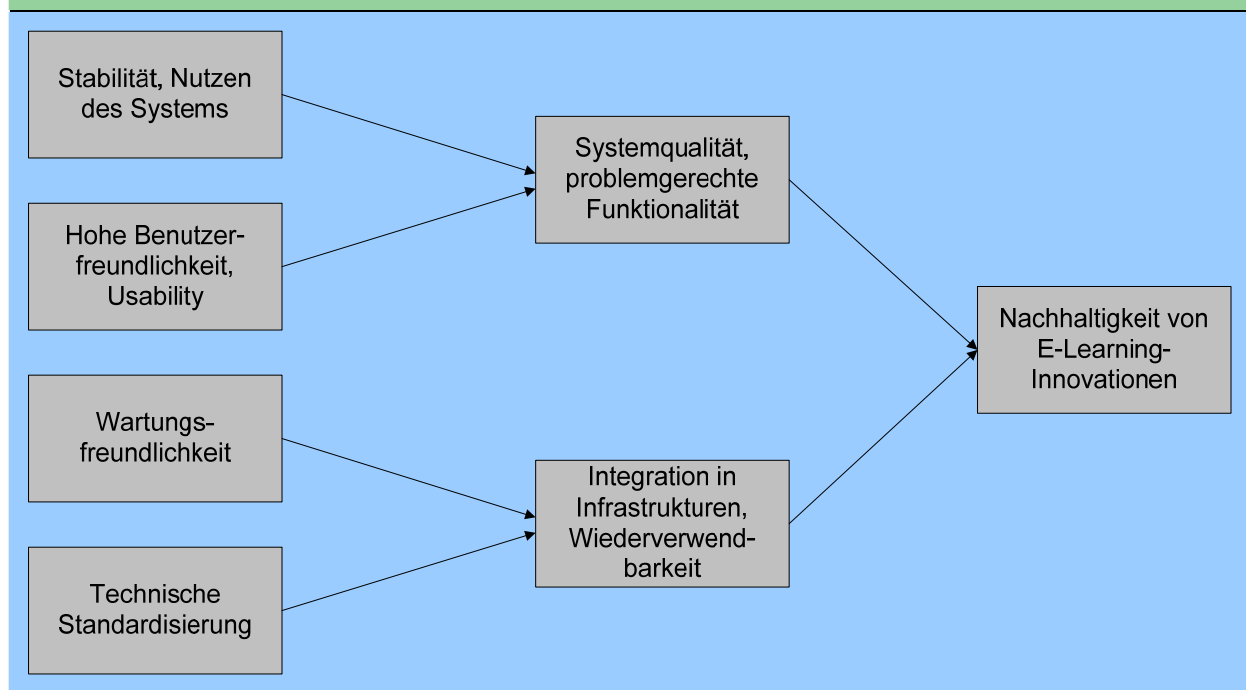 Stabilität, Nutzen
des Systems
Hohe Benutzer-
freundlichkeit,
Usability
Wartungs-
freundlichkeit
Technische
Standardisierung
Systemqualität,
problemgerechte
Funktionalität
Integration in
Infrastrukturen,
Wiederverwend-
barkeit
Nachhaltigkeit von
E-Learning-
Innovationen